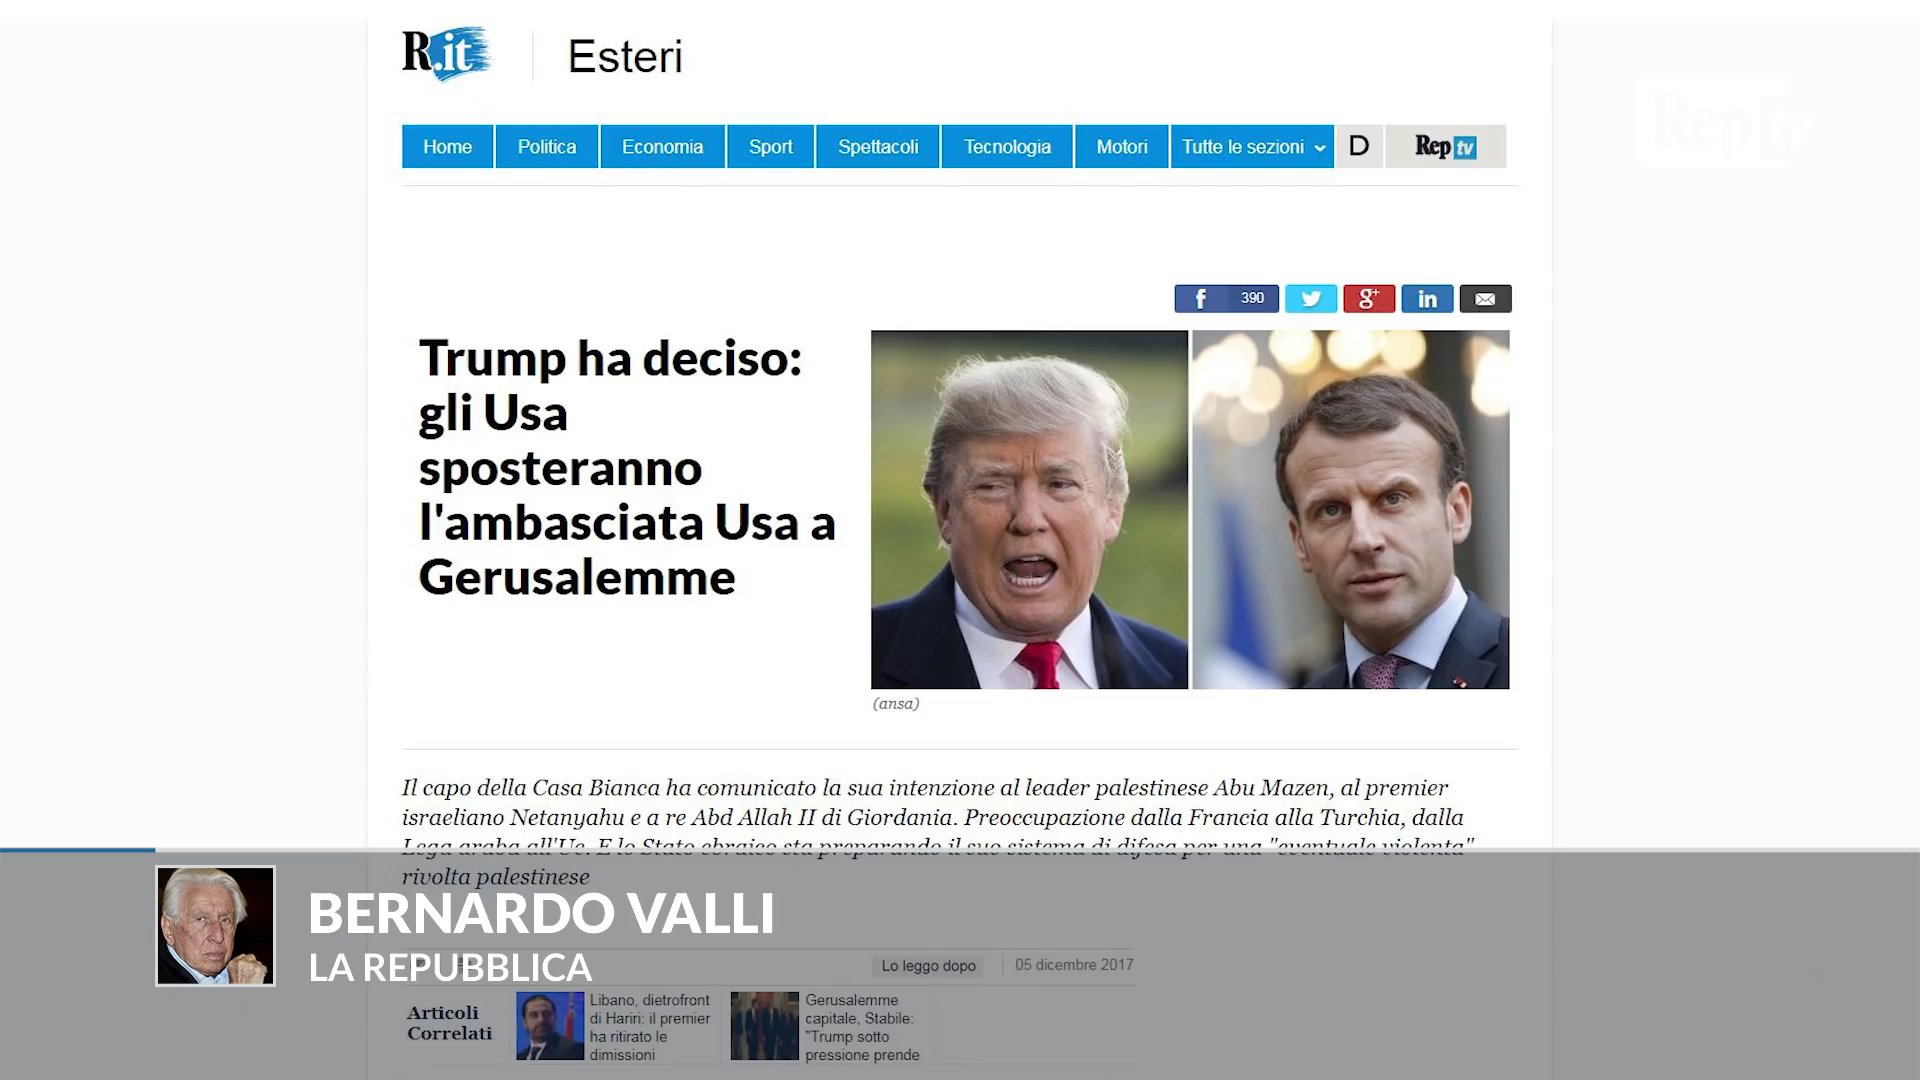 R.it
Esteri
Rep tv
Home
Politica
Economia
Sport
Spettacoli
Tecnologia
Motori
Tutte le sezioni
D
Rep tv
f 390
g+
in
Trump ha deciso:
gli Usa
sposteranno
l'ambasciata Usa a
Gerusalemme
(ansa)
Il capo della Casa Bianca ha comunicato la sua intenzione al leader palestinese Abu Mazen, al premier
israeliano Netanyahu e a re Abd Allah II di Giordania. Preoccupazione dalla Francia alla Turchia, dalla
Lega araba all'Ue. E lo Stato ebraico sta preparando il suo sistema di difesa per una "eventuale violenta"
rivolta palestinese
BERNARDO VALLI
LA REPUBBLICA
Lo leggo dopo
05 dicembre 2017
Articoli
Correlati
Libano, dietrofront
di Hariri: il premier
ha ritirato le
dimissioni
Gerusalemme
capitale, Stabile:
"Trump sotto
pressione prende